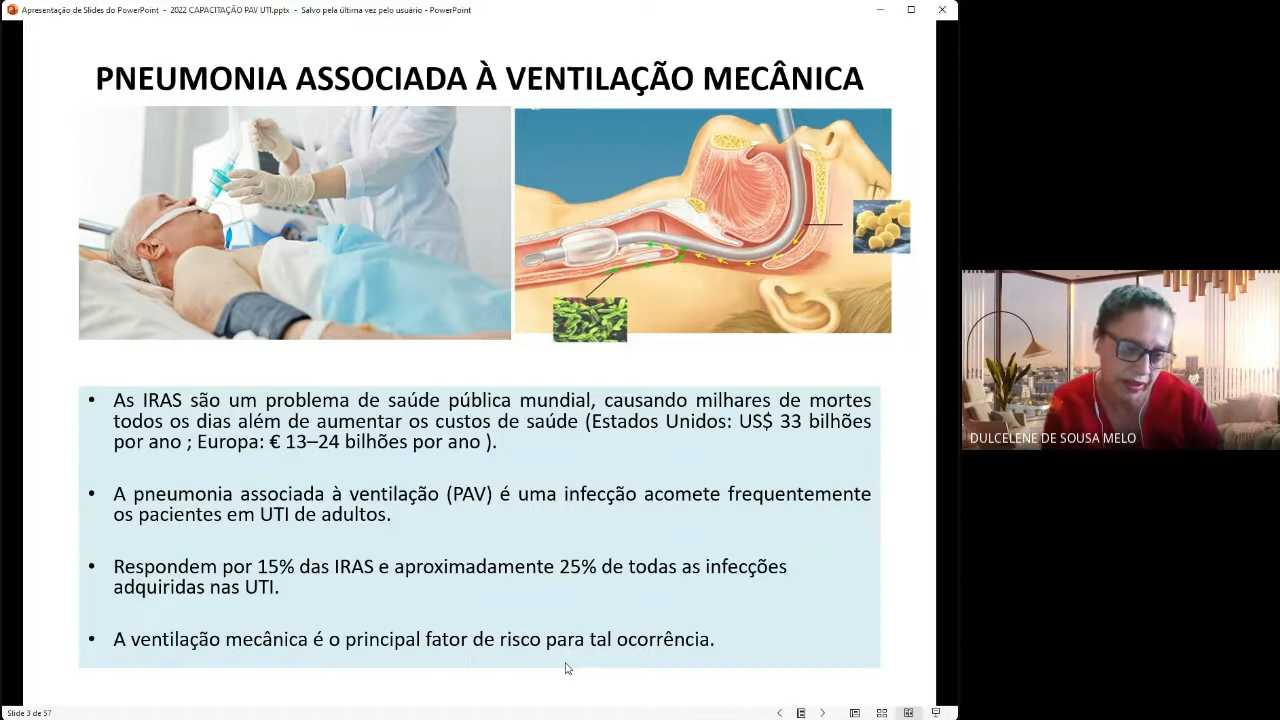 Apresentação de Slides do PowerPoint - 2022 CAPACITAÇÃO PAV UTI.pptx - Salvo pela última vez pelo usuário - PowerPoint
PNEUMONIA ASSOCIADA À VENTILAÇÃO MECÂNICA
• As IRAS são um problema de saúde pública mundial, causando milhares de mortes
todos os dias além de aumentar os custos de saúde (Estados Unidos: US$ 33 bilhões
por ano ; Europa: € 13–24 bilhões por ano ).
• A pneumonia associada à ventilação (PAV) é uma infecção acomete frequentemente
os pacientes em UTI de adultos.
• Respondem por 15% das IRAS e aproximadamente 25% de todas as infecções
adquiridas nas UTI.
• A ventilação mecânica é o principal fator de risco para tal ocorrência.
DULCELENE DE SOUSA MELO
Slide 3 de 57